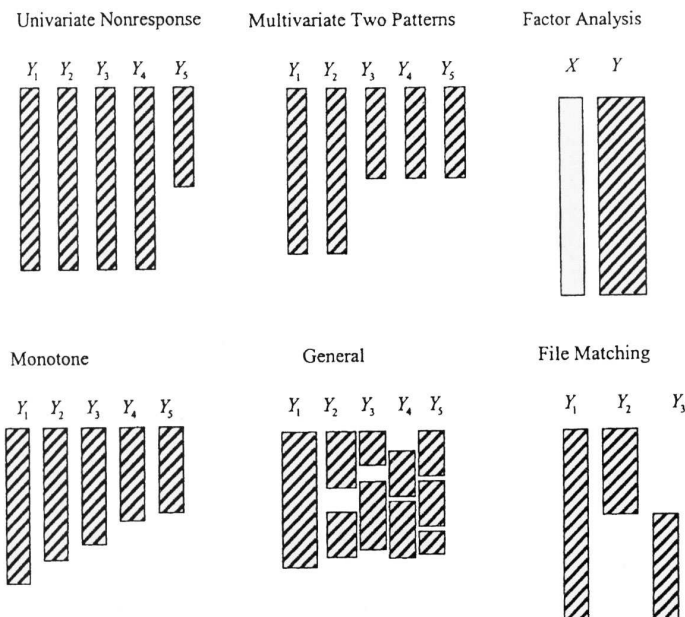 Univariate Nonresponse
Multivariate Two Patterns
Factor Analysis
Y₁ Y₂ Y₃ Y₄ Y₅
Y₁ Y₂ Y₃ Y₄ Y₅
X Y
Monotone
General
File Matching
Y₁ Y₂ Y₃ Y₄ Y₅
Y₁ Y₂ Y₃ Y₄ Y₅
Y₁ Y₂ Y₃